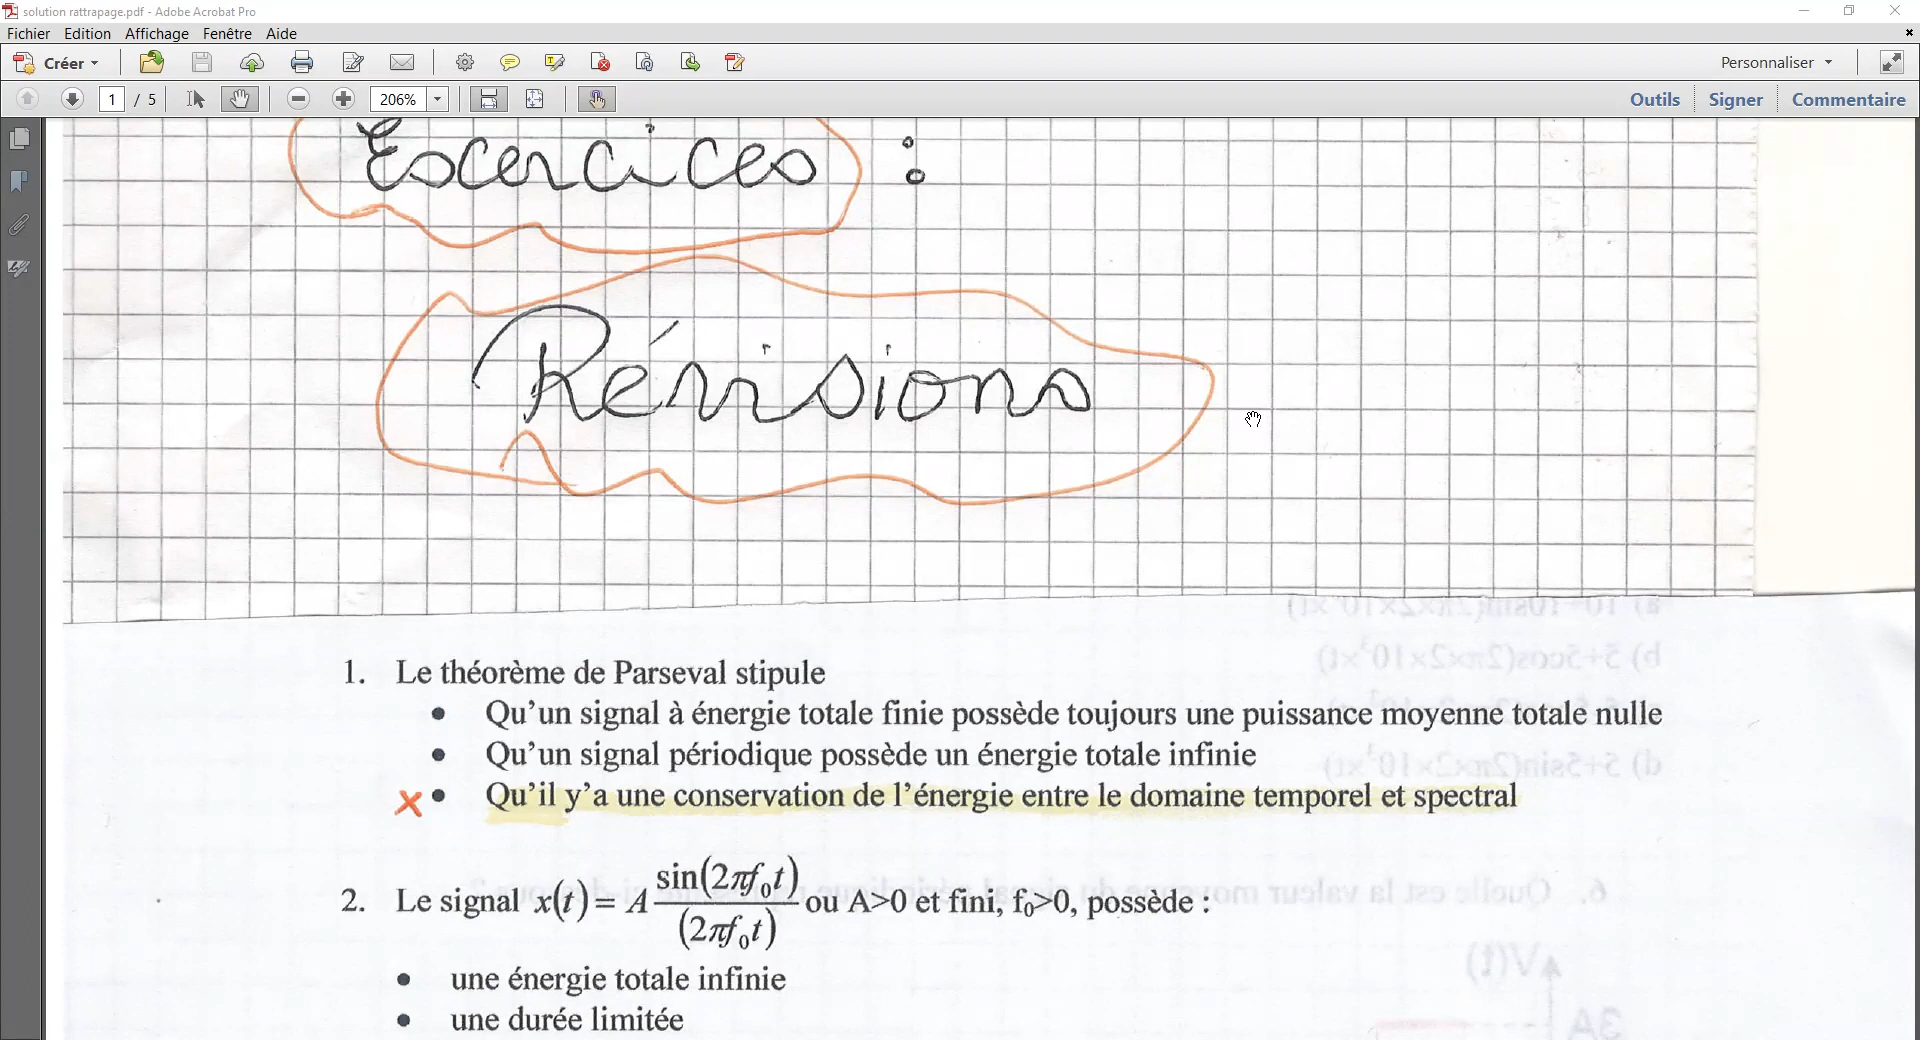 solution rattrapage.pdf - Adobe Acrobat Pro
Fichier Edition Affichage Fenêtre Aide
Créer
Personnaliser
1 / 5
206%
Outils Signer Commentaire
Exercices :
Révisions
1. Le théorème de Parseval stipule
• Qu'un signal à énergie totale finie possède toujours une puissance moyenne totale nulle
• Qu'un signal périodique possède un énergie totale infinie
X • Qu'il y'a une conservation de l'énergie entre le domaine temporel et spectral
2. Le signal x(t) = A sin(2πf₀t) / (2πf₀t) ou A>0 et fini, f₀>0, possède :
• une énergie totale infinie
• une durée limitée